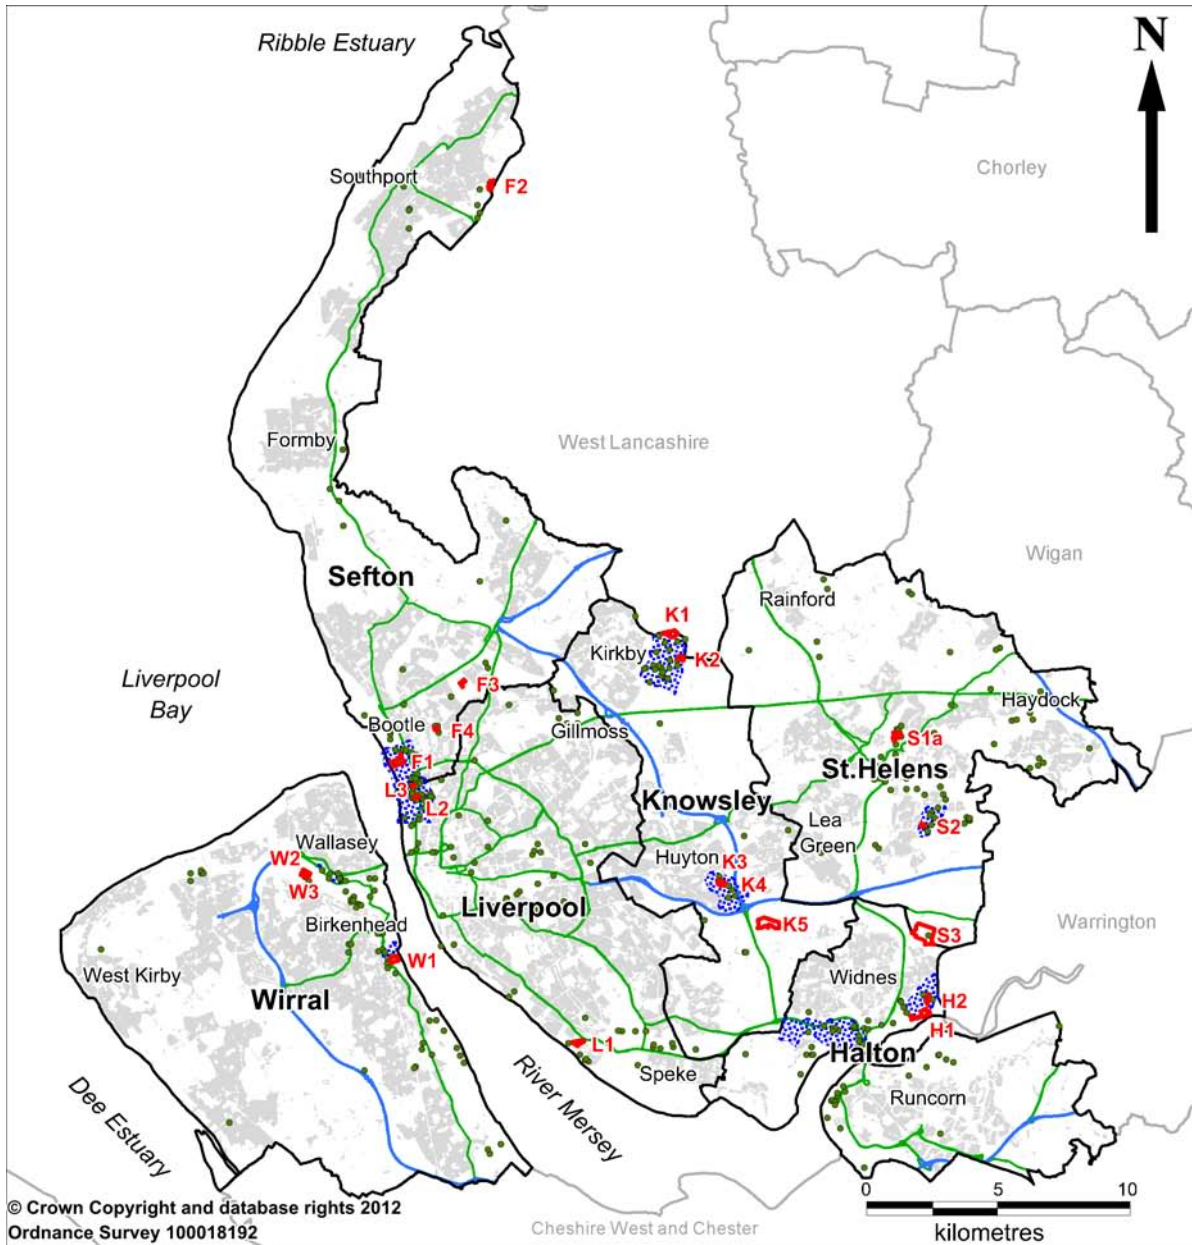 Ribble Estuary
N
Chorley
Southport
F2
Formby
West Lancashire
Wigan
Sefton
Rainford
K1
Kirkby
K2
Liverpool
Bay
F3
Haydock
Bootle
F4
Gillmoss
S1a
F1
St.Helens
L3
L2
Knowsley
Lea
Green
S2
Wallasey
W2
W3
Huyton
K3
K4
Liverpool
Birkenhead
K5
S3
Warrington
West Kirby
W1
Widnes
Wirral
H2
H1
L1
Halton
Speke
River Mersey
Dee Estuary
Runcorn
0 5 10
kilometres
© Crown Copyright and database rights 2012
Ordnance Survey 100018192
Cheshire West and Chester